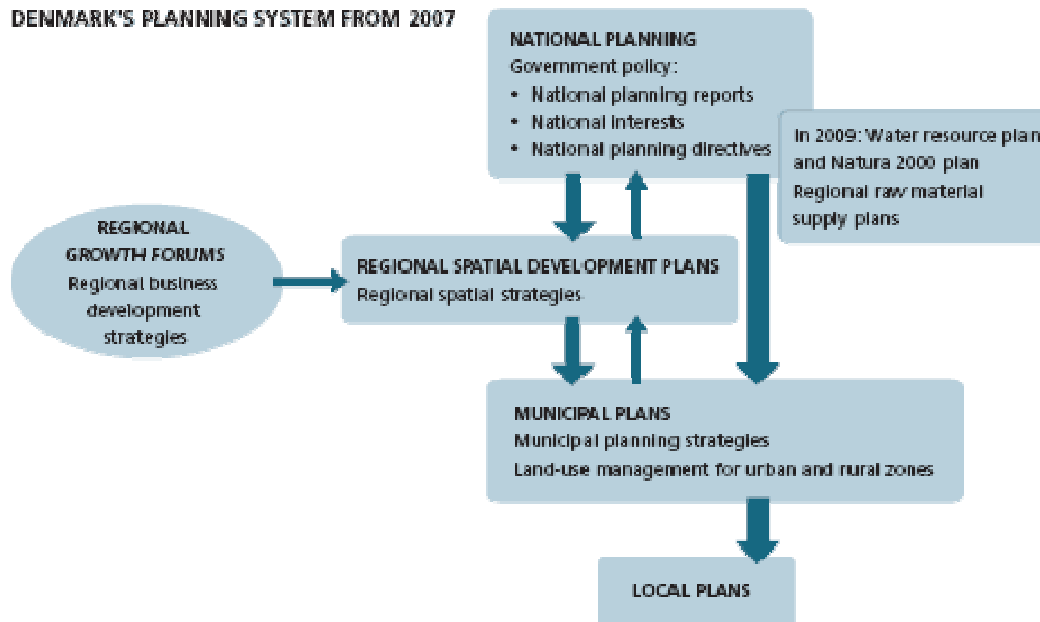 DENMARK'S PLANNING SYSTEM FROM 2007
NATIONAL PLANNING
Government policy:
• National planning reports
• National interests
• National planning directives
In 2009: Water resource plan
and Natura 2000 plan
Regional raw material
supply plans
REGIONAL
GROWTH FORUMS
Regional business
development
strategies
REGIONAL SPATIAL DEVELOPMENT PLANS
Regional spatial strategies
MUNICIPAL PLANS
Municipal planning strategies
Land-use management for urban and rural zones
LOCAL PLANS